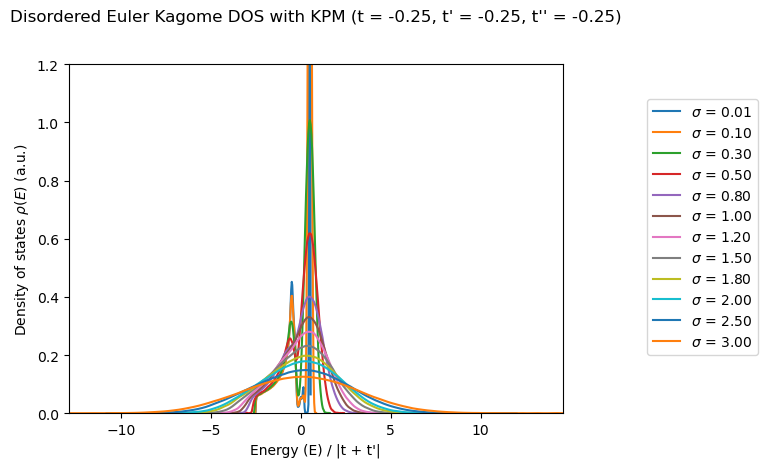 Disordered Euler Kagome DOS with KPM (t = -0.25, t' = -0.25, t'' = -0.25)
1.2
1.0
0.8
0.6
0.4
0.2
0.0
Density of states ρ(E) (a.u.)
−10
−5
0
5
10
Energy (E) / |t + t'|
σ = 0.01
σ = 0.10
σ = 0.30
σ = 0.50
σ = 0.80
σ = 1.00
σ = 1.20
σ = 1.50
σ = 1.80
σ = 2.00
σ = 2.50
σ = 3.00